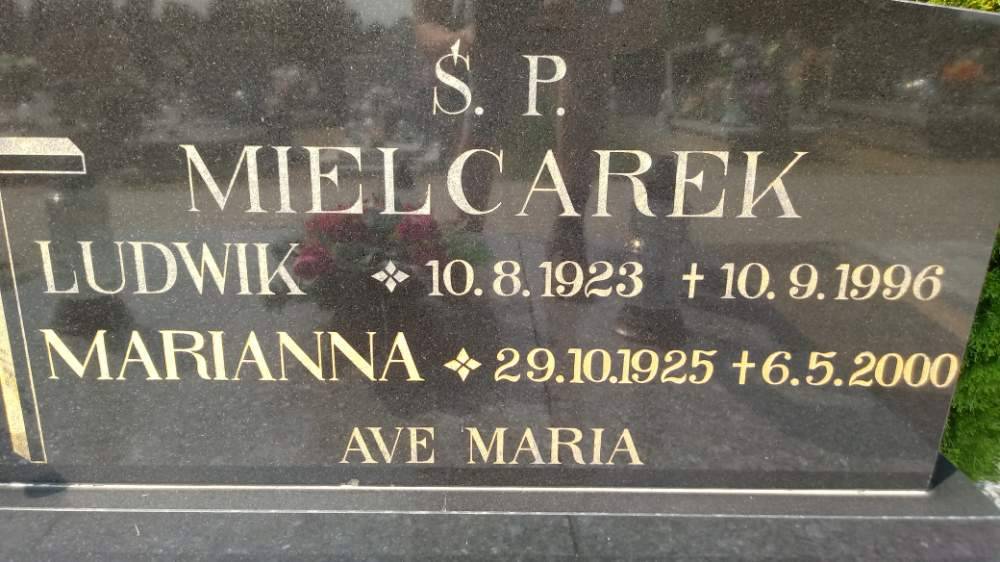 Ś. P.
MIELCAREK
LUDWIK ❖ 10.8.1923 † 10.9.1996
MARIANNA ❖ 29.10.1925 † 6.5.2000
AVE MARIA